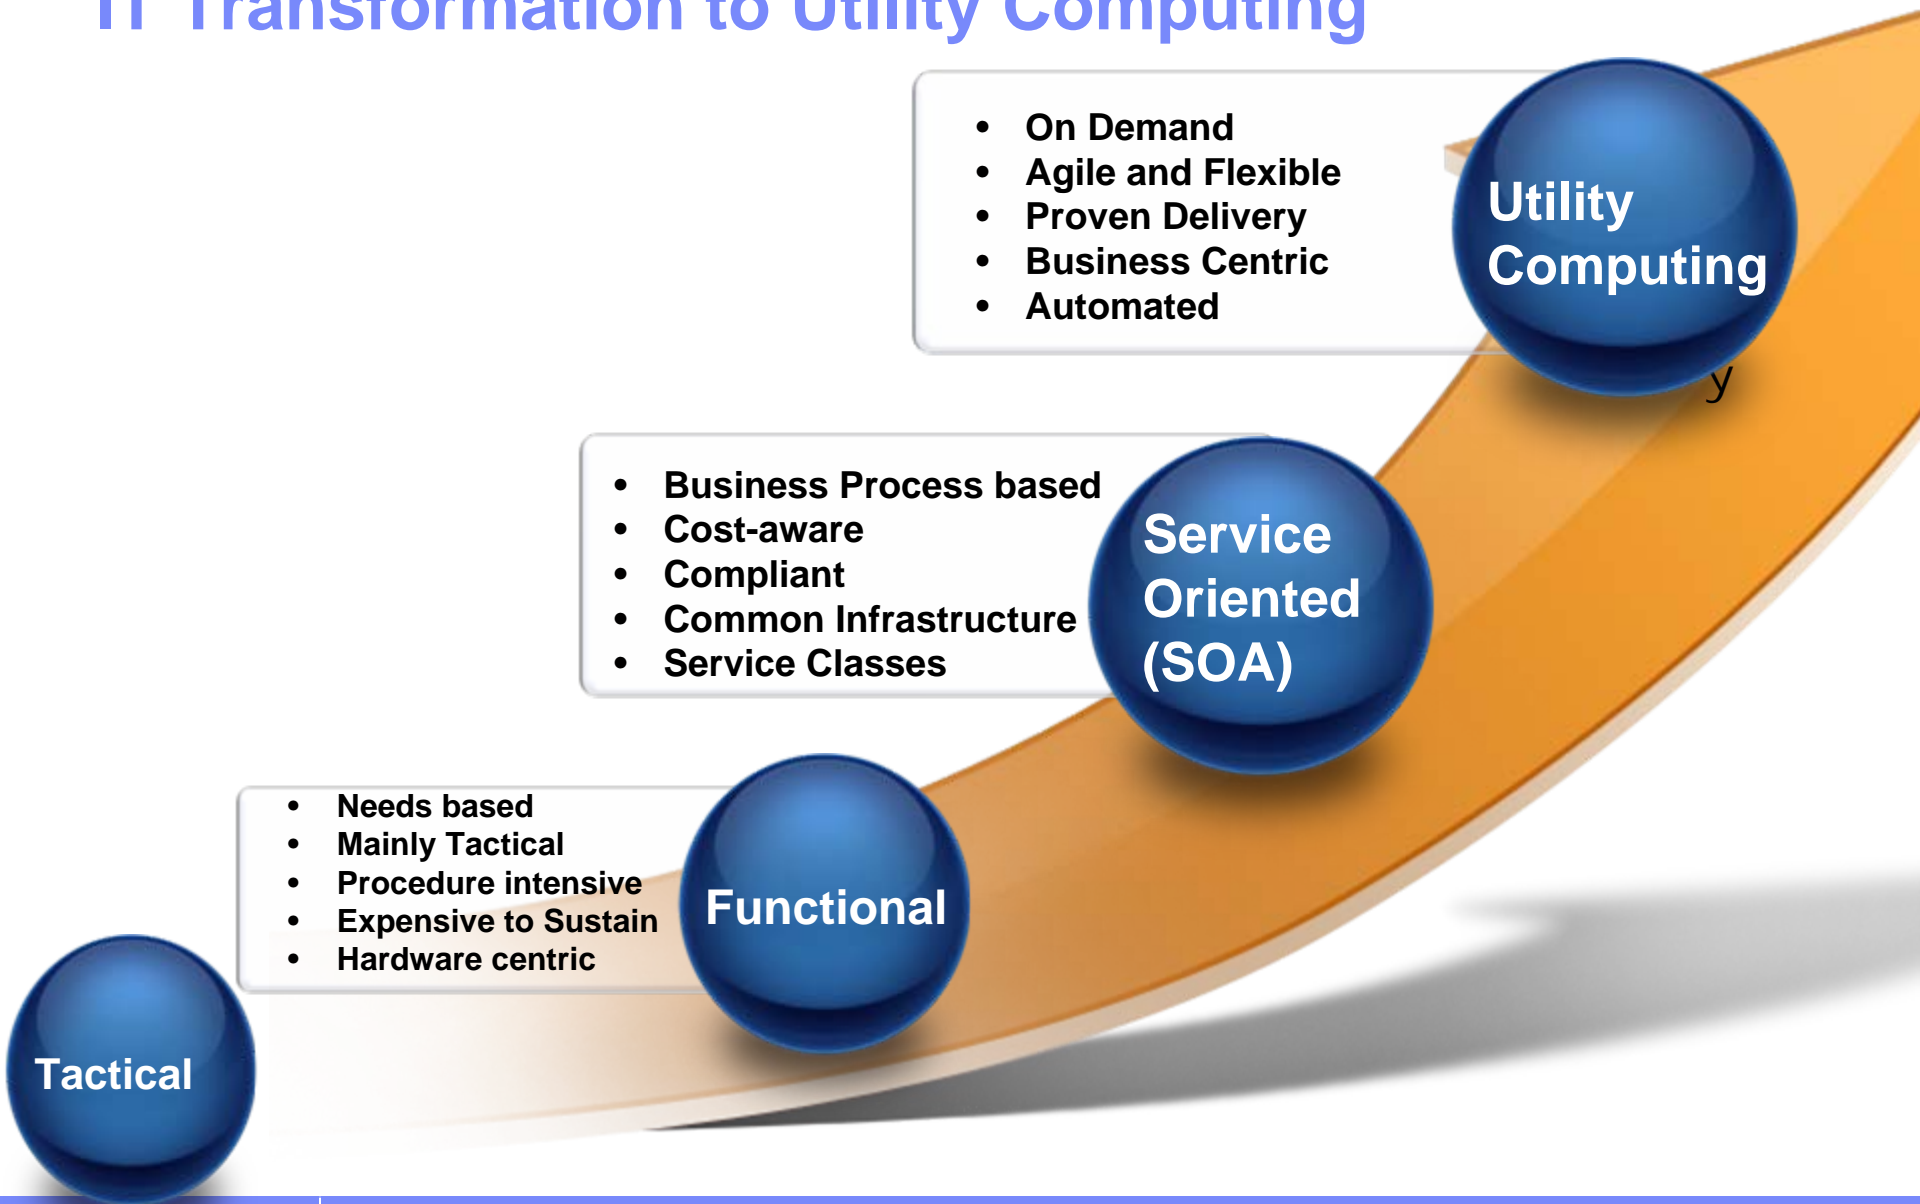 IT Transformation to Utility Computing
• On Demand
• Agile and Flexible
• Proven Delivery
• Business Centric
• Automated
Utility
Computing
y
• Business Process based
• Cost-aware
• Compliant
• Common Infrastructure
• Service Classes
Service
Oriented
(SOA)
• Needs based
• Mainly Tactical
• Procedure intensive
• Expensive to Sustain
• Hardware centric
Functional
Tactical